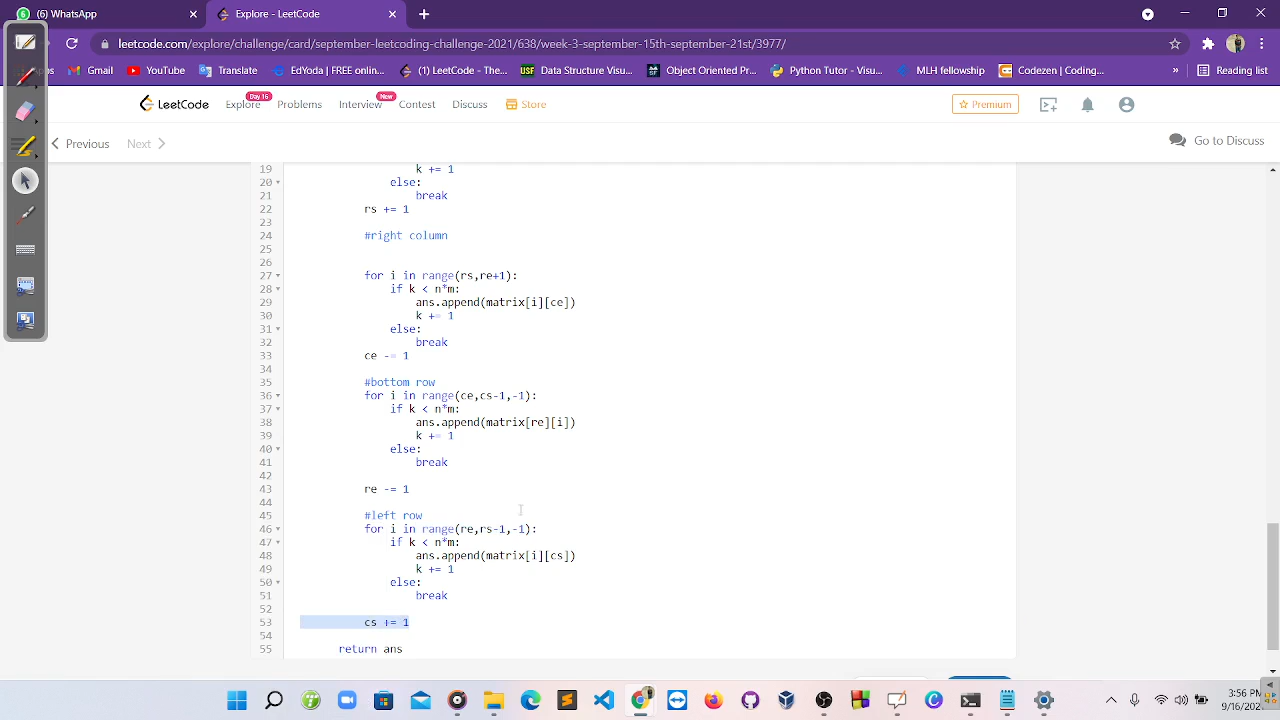 (6) WhatsApp
Explore - LeetCode
leetcode.com/explore/challenge/card/september-leetcoding-challenge-2021/638/week-3-september-15th-september-21st/3977/
Gmail
YouTube
Translate
EdYoda | FREE onlin...
(1) LeetCode - The...
Data Structure Visu...
Object Oriented Pr...
Python Tutor - Visu...
MLH fellowship
Codezen | Coding...
»
Reading list
LeetCode
Explore
Day 16
Problems
Interview
New
Contest
Discuss
Store
Premium
Previous
Next
Go to Discuss
19 k += 1
20 else:
21 break
22 rs += 1
23
24 #right column
25
26
27 for i in range(rs,re+1):
28 if k < n*m:
29 ans.append(matrix[i][ce])
30 k += 1
31 else:
32 break
33 ce -= 1
34
35 #bottom row
36 for i in range(ce,cs-1,-1):
37 if k < n*m:
38 ans.append(matrix[re][i])
39 k += 1
40 else:
41 break
42
43 re -= 1
44
45 #left row
46 for i in range(re,rs-1,-1):
47 if k < n*m:
48 ans.append(matrix[i][cs])
49 k += 1
50 else:
51 break
52
53 cs += 1
54
55 return ans
3:56 PM